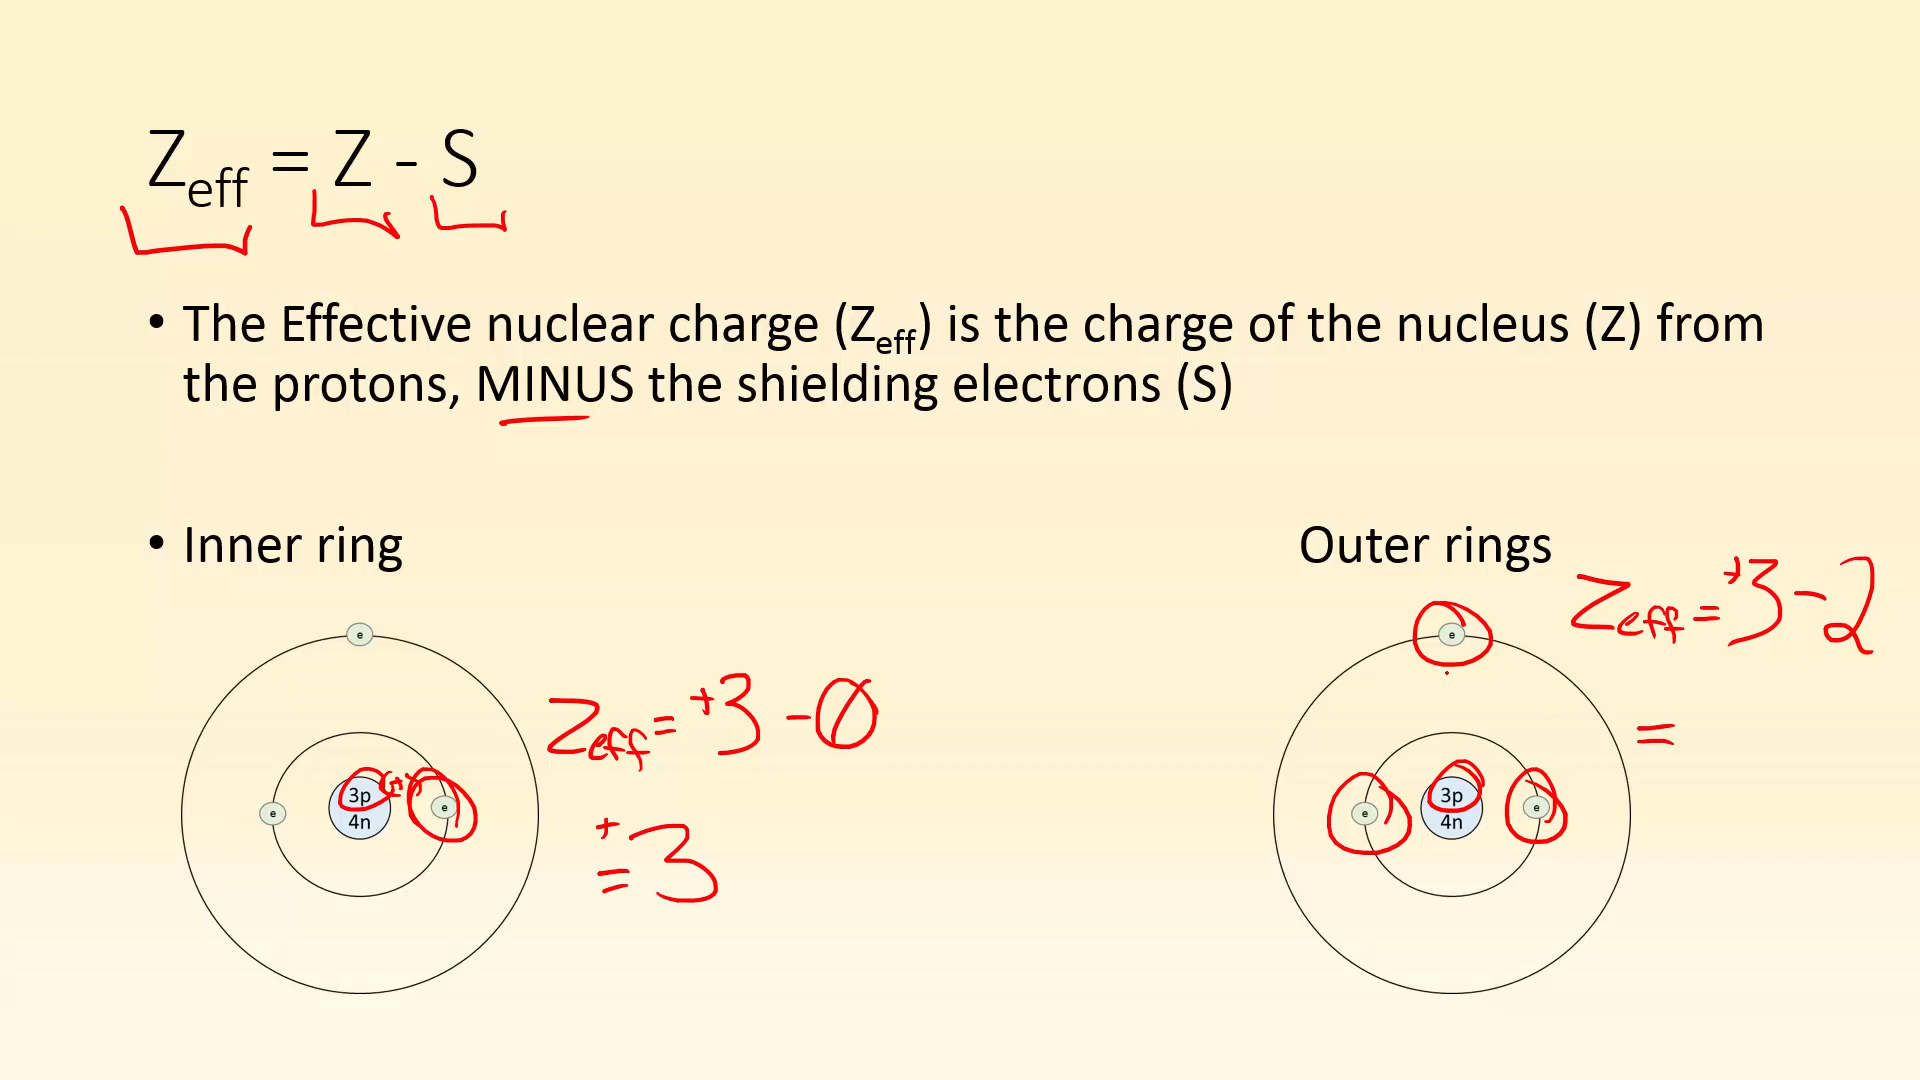 Zeff = Z - S
• The Effective nuclear charge (Zeff) is the charge of the nucleus (Z) from
the protons, MINUS the shielding electrons (S)
• Inner ring
e
Zeff = +3 - 0
3p
4n
e
e
+
= 3
Outer rings
Zeff = +3 - 2
e
=
3p
4n
e
e